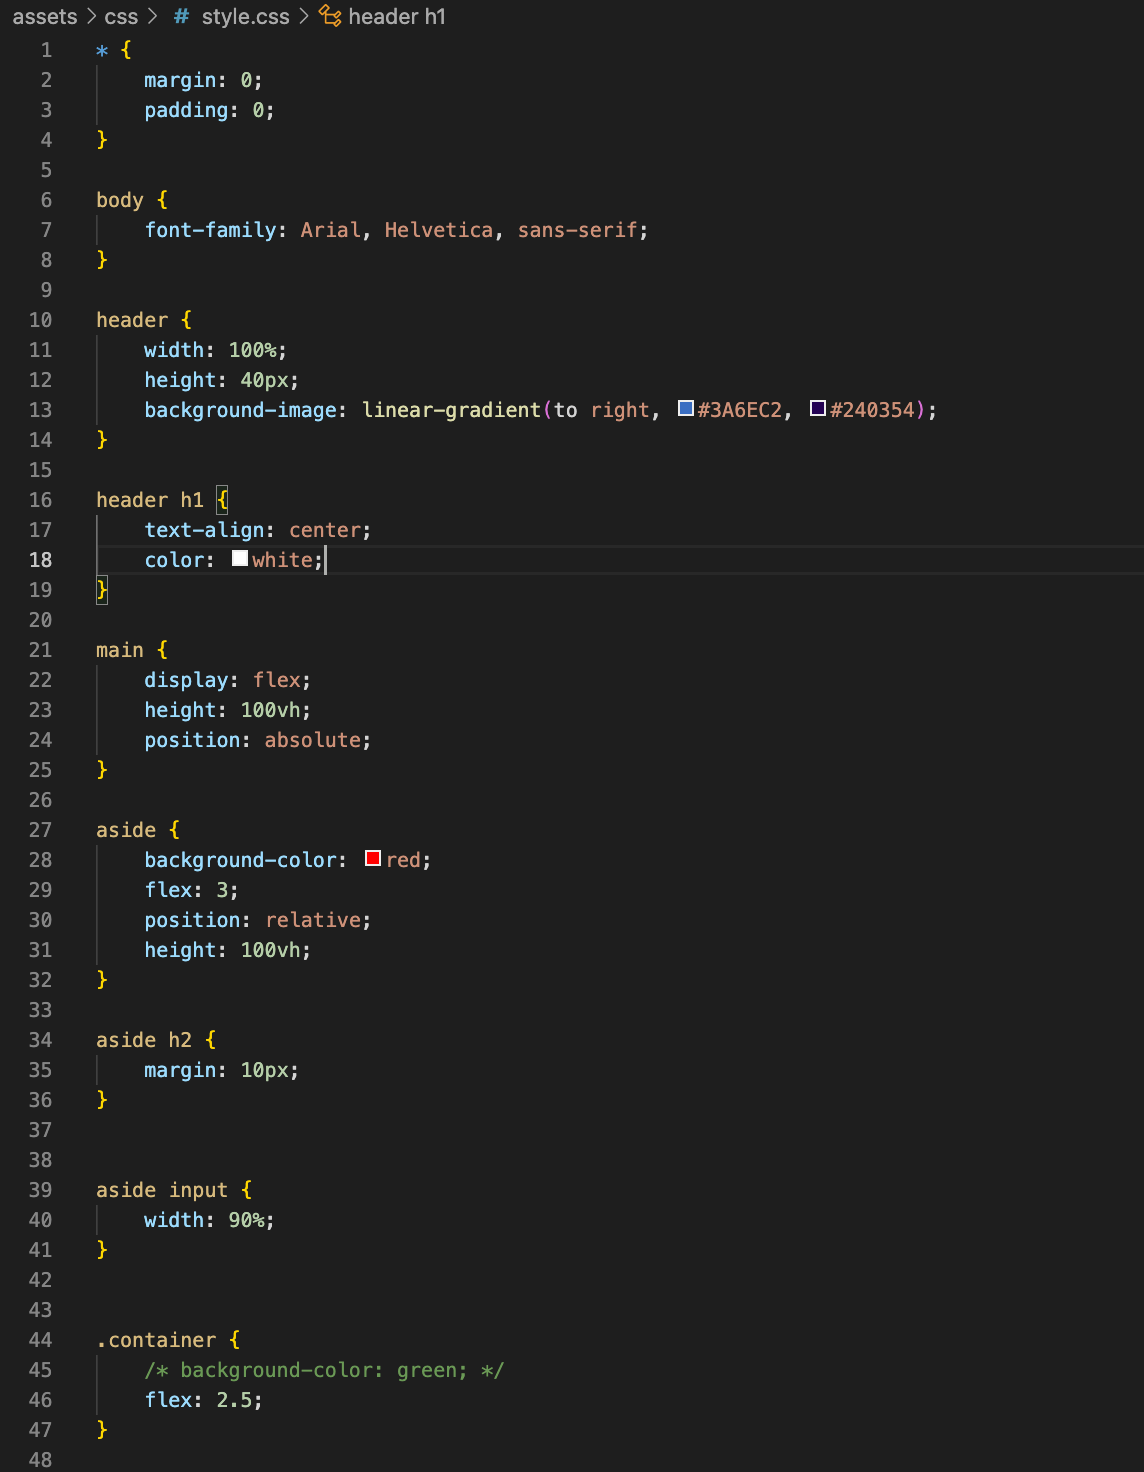 assets > css > # style.css > header h1
1 * {
2     margin: 0;
3     padding: 0;
4 }
5
6 body {
7     font-family: Arial, Helvetica, sans-serif;
8 }
9
10 header {
11     width: 100%;
12     height: 40px;
13     background-image: linear-gradient(to right, #3A6EC2, #240354);
14 }
15
16 header h1 {
17     text-align: center;
18     color: white;
19 }
20
21 main {
22     display: flex;
23     height: 100vh;
24     position: absolute;
25 }
26
27 aside {
28     background-color: red;
29     flex: 3;
30     position: relative;
31     height: 100vh;
32 }
33
34 aside h2 {
35     margin: 10px;
36 }
37
38
39 aside input {
40     width: 90%;
41 }
42
43
44 .container {
45     /* background-color: green; */
46     flex: 2.5;
47 }
48